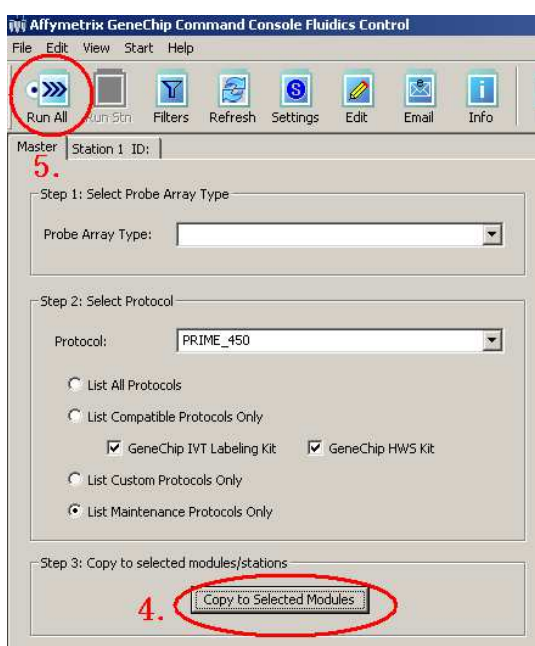 Affymetrix GeneChip Command Console Fluidics Control
File Edit View Start Help
Run All Run Stn Filters Refresh Settings Edit Email Info
Master Station 1 ID:
5.
Step 1: Select Probe Array Type
Probe Array Type:
Step 2: Select Protocol
Protocol: PRIME_450
List All Protocols
List Compatible Protocols Only
GeneChip IVT Labeling Kit GeneChip HWS Kit
List Custom Protocols Only
List Maintenance Protocols Only
Step 3: Copy to selected modules/stations
4. Copy to Selected Modules